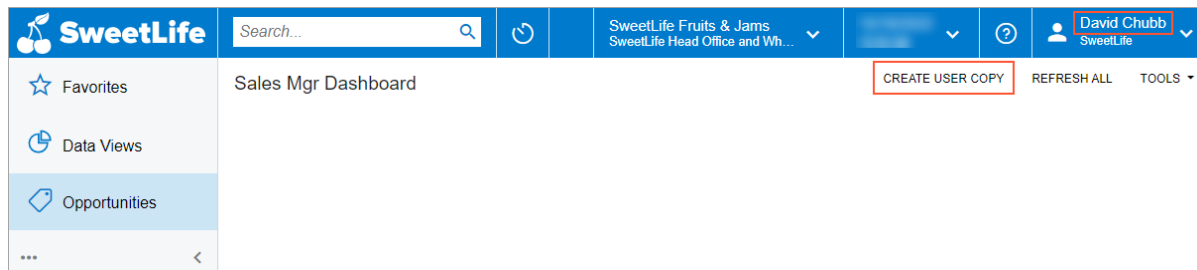 SweetLife
Search...
SweetLife Fruits & Jams
SweetLife Head Office and Wh...
David Chubb
SweetLife
Favorites
Sales Mgr Dashboard
CREATE USER COPY
REFRESH ALL
TOOLS
Data Views
Opportunities